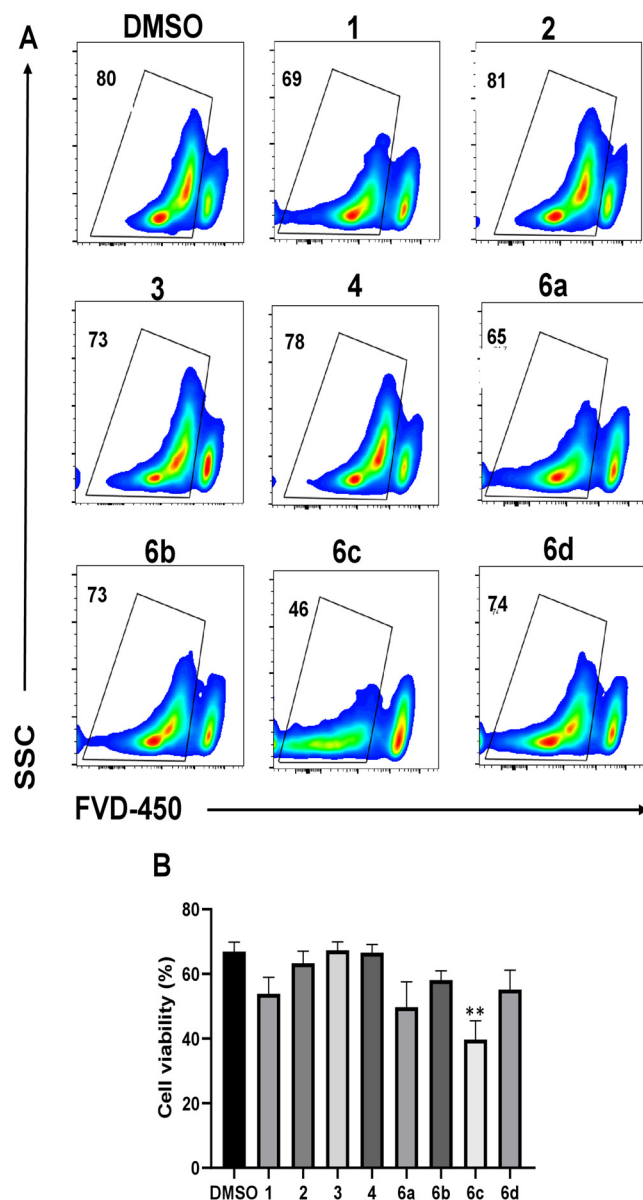 A
DMSO 1 2
80 69 81
3 4 6a
73 78 65
6b 6c 6d
73 46 74
SSC
FVD-450
B
Cell viability (%)
80
60
40
20
0
**
DMSO 1 2 3 4 6a 6b 6c 6d